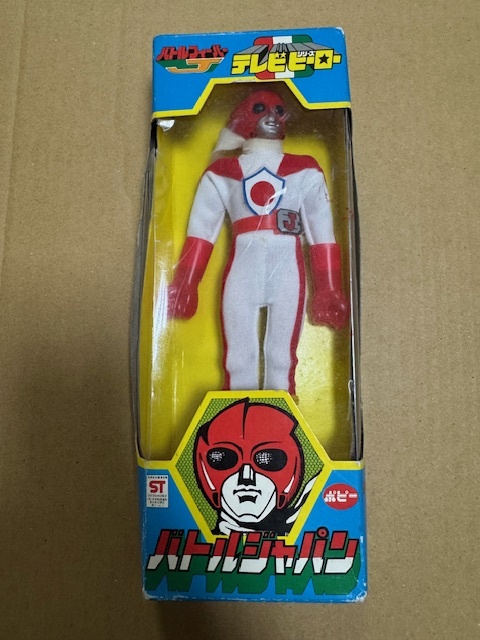 バトルフィーバー
J
テレビヒーロー
シリーズ
FJ
ST
ポピー
バトルジャパン